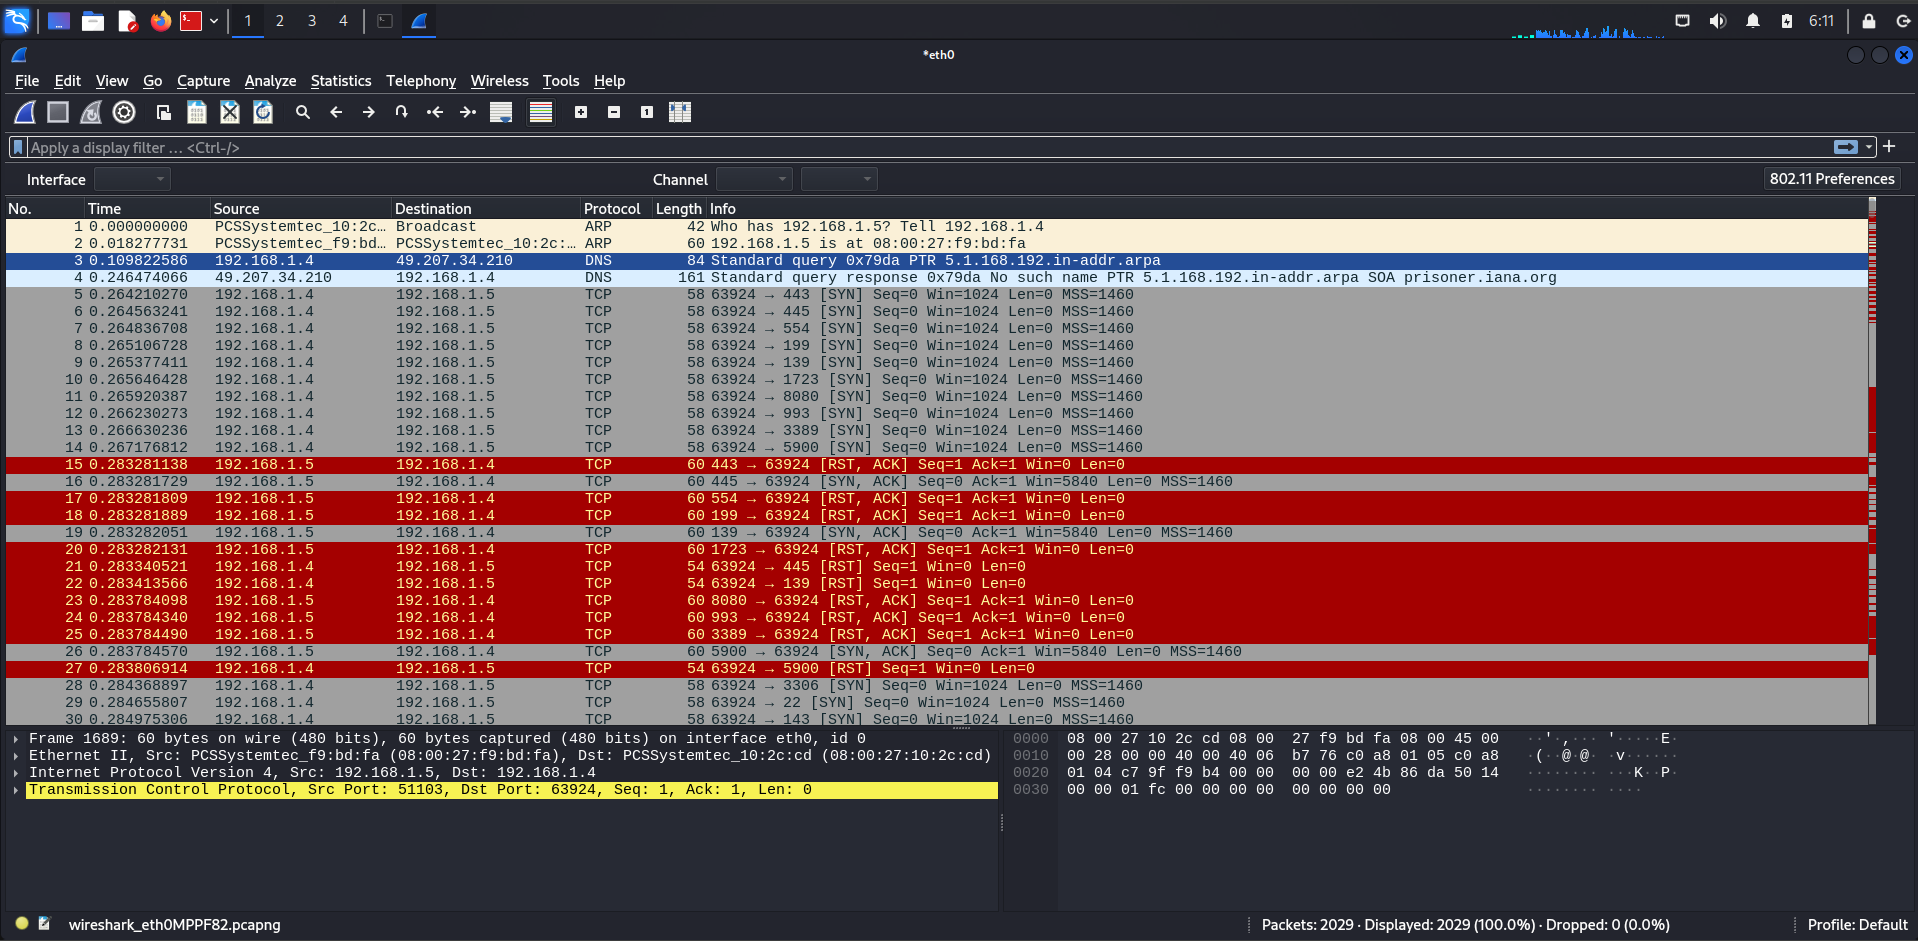 1 2 3 4 6:11
*eth0
File Edit View Go Capture Analyze Statistics Telephony Wireless Tools Help
Apply a display filter … <Ctrl-/>
Interface Channel 802.11 Preferences
No. Time Source Destination Protocol Length Info
1 0.000000000 PCSSystemtec_10:2c… Broadcast ARP 42 Who has 192.168.1.5? Tell 192.168.1.4
2 0.018277731 PCSSystemtec_f9:bd… PCSSystemtec_10:2c:… ARP 60 192.168.1.5 is at 08:00:27:f9:bd:fa
3 0.109822586 192.168.1.4 49.207.34.210 DNS 84 Standard query 0x79da PTR 5.1.168.192.in-addr.arpa
4 0.246474066 49.207.34.210 192.168.1.4 DNS 161 Standard query response 0x79da No such name PTR 5.1.168.192.in-addr.arpa SOA prisoner.iana.org
5 0.264210270 192.168.1.4 192.168.1.5 TCP 58 63924 → 443 [SYN] Seq=0 Win=1024 Len=0 MSS=1460
6 0.264563241 192.168.1.4 192.168.1.5 TCP 58 63924 → 445 [SYN] Seq=0 Win=1024 Len=0 MSS=1460
7 0.264836708 192.168.1.4 192.168.1.5 TCP 58 63924 → 554 [SYN] Seq=0 Win=1024 Len=0 MSS=1460
8 0.265106728 192.168.1.4 192.168.1.5 TCP 58 63924 → 199 [SYN] Seq=0 Win=1024 Len=0 MSS=1460
9 0.265377411 192.168.1.4 192.168.1.5 TCP 58 63924 → 139 [SYN] Seq=0 Win=1024 Len=0 MSS=1460
10 0.265646428 192.168.1.4 192.168.1.5 TCP 58 63924 → 1723 [SYN] Seq=0 Win=1024 Len=0 MSS=1460
11 0.265920387 192.168.1.4 192.168.1.5 TCP 58 63924 → 8080 [SYN] Seq=0 Win=1024 Len=0 MSS=1460
12 0.266230273 192.168.1.4 192.168.1.5 TCP 58 63924 → 993 [SYN] Seq=0 Win=1024 Len=0 MSS=1460
13 0.266630236 192.168.1.4 192.168.1.5 TCP 58 63924 → 3389 [SYN] Seq=0 Win=1024 Len=0 MSS=1460
14 0.267176812 192.168.1.4 192.168.1.5 TCP 58 63924 → 5900 [SYN] Seq=0 Win=1024 Len=0 MSS=1460
15 0.283281138 192.168.1.5 192.168.1.4 TCP 60 443 → 63924 [RST, ACK] Seq=1 Ack=1 Win=0 Len=0
16 0.283281729 192.168.1.5 192.168.1.4 TCP 60 445 → 63924 [SYN, ACK] Seq=0 Ack=1 Win=5840 Len=0 MSS=1460
17 0.283281809 192.168.1.5 192.168.1.4 TCP 60 554 → 63924 [RST, ACK] Seq=1 Ack=1 Win=0 Len=0
18 0.283281889 192.168.1.5 192.168.1.4 TCP 60 199 → 63924 [RST, ACK] Seq=1 Ack=1 Win=0 Len=0
19 0.283282051 192.168.1.5 192.168.1.4 TCP 60 139 → 63924 [SYN, ACK] Seq=0 Ack=1 Win=5840 Len=0 MSS=1460
20 0.283282131 192.168.1.5 192.168.1.4 TCP 60 1723 → 63924 [RST, ACK] Seq=1 Ack=1 Win=0 Len=0
21 0.283340521 192.168.1.4 192.168.1.5 TCP 54 63924 → 445 [RST] Seq=1 Win=0 Len=0
22 0.283413566 192.168.1.4 192.168.1.5 TCP 54 63924 → 139 [RST] Seq=1 Win=0 Len=0
23 0.283784098 192.168.1.5 192.168.1.4 TCP 60 8080 → 63924 [RST, ACK] Seq=1 Ack=1 Win=0 Len=0
24 0.283784340 192.168.1.5 192.168.1.4 TCP 60 993 → 63924 [RST, ACK] Seq=1 Ack=1 Win=0 Len=0
25 0.283784490 192.168.1.5 192.168.1.4 TCP 60 3389 → 63924 [RST, ACK] Seq=1 Ack=1 Win=0 Len=0
26 0.283784570 192.168.1.5 192.168.1.4 TCP 60 5900 → 63924 [SYN, ACK] Seq=0 Ack=1 Win=5840 Len=0 MSS=1460
27 0.283806914 192.168.1.4 192.168.1.5 TCP 54 63924 → 5900 [RST] Seq=1 Win=0 Len=0
28 0.284368897 192.168.1.4 192.168.1.5 TCP 58 63924 → 3306 [SYN] Seq=0 Win=1024 Len=0 MSS=1460
29 0.284655807 192.168.1.4 192.168.1.5 TCP 58 63924 → 22 [SYN] Seq=0 Win=1024 Len=0 MSS=1460
30 0.284975306 192.168.1.4 192.168.1.5 TCP 58 63924 → 143 [SYN] Seq=0 Win=1024 Len=0 MSS=1460
Frame 1689: 60 bytes on wire (480 bits), 60 bytes captured (480 bits) on interface eth0, id 0
Ethernet II, Src: PCSSystemtec_f9:bd:fa (08:00:27:f9:bd:fa), Dst: PCSSystemtec_10:2c:cd (08:00:27:10:2c:cd)
Internet Protocol Version 4, Src: 192.168.1.5, Dst: 192.168.1.4
Transmission Control Protocol, Src Port: 51103, Dst Port: 63924, Seq: 1, Ack: 1, Len: 0
0000 08 00 27 10 2c cd 08 00 27 f9 bd fa 08 00 45 00 ··'·,··· '·····E·
0010 00 28 00 00 40 00 40 06 b7 76 c0 a8 01 05 c0 a8 ·(··@·@· ·v······
0020 01 04 c7 9f f9 b4 00 00 00 00 e2 4b 86 da 50 14 ········ ···K··P·
0030 00 00 01 fc 00 00 00 00 00 00 00 00 ········ ····
wireshark_eth0MPPF82.pcapng Packets: 2029 · Displayed: 2029 (100.0%) · Dropped: 0 (0.0%) Profile: Default